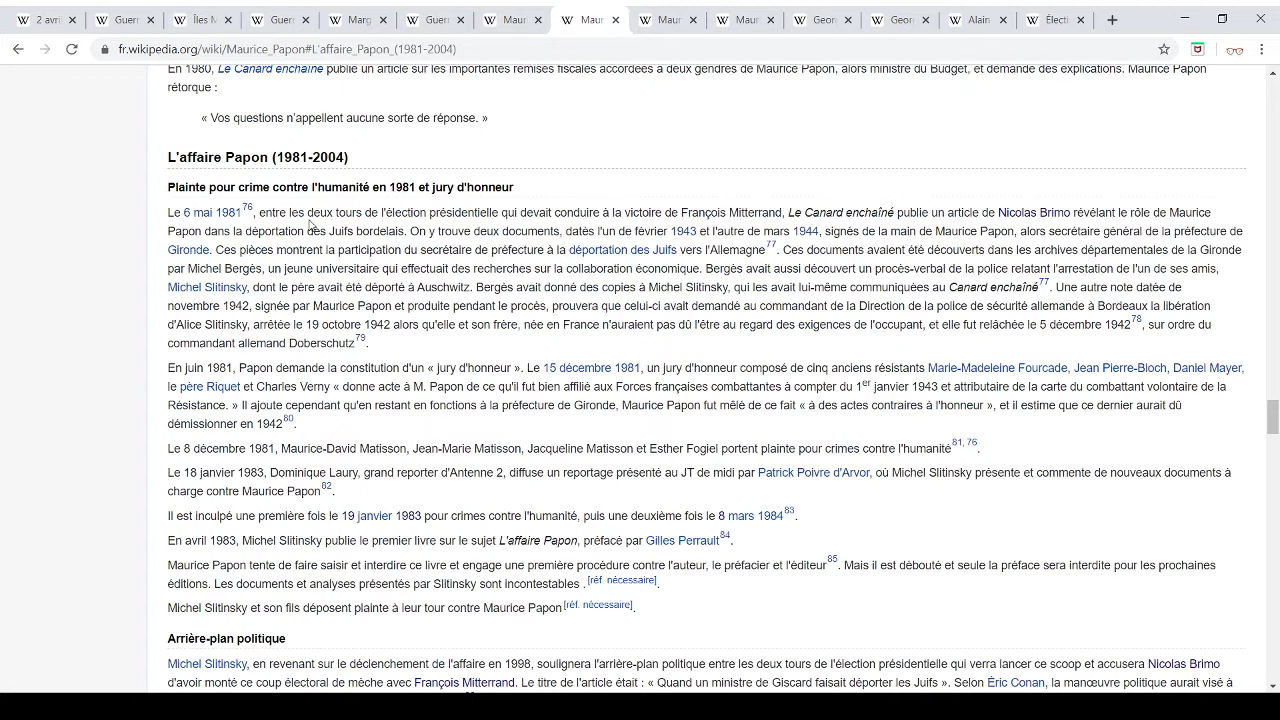 2 avril
Guerr
Îles M
Guerr
Marg
Guerr
Maur
Maur
Maur
Maur
Geor
Geor
Alain
Électi
fr.wikipedia.org/wiki/Maurice_Papon#L'affaire_Papon_(1981-2004)
En 1980, Le Canard enchaîné publie un article sur les importantes remises fiscales accordées à deux gendres de Maurice Papon, alors ministre du Budget, et demande des explications. Maurice Papon
rétorque :
« Vos questions n'appellent aucune sorte de réponse. »
L'affaire Papon (1981-2004)
Plainte pour crime contre l'humanité en 1981 et jury d'honneur
Le 6 mai 198176, entre les deux tours de l'élection présidentielle qui devait conduire à la victoire de François Mitterrand, Le Canard enchaîné publie un article de Nicolas Brimo révélant le rôle de Maurice
Papon dans la déportation des Juifs bordelais. On y trouve deux documents, datés l'un de février 1943 et l'autre de mars 1944, signés de la main de Maurice Papon, alors secrétaire général de la préfecture de
Gironde. Ces pièces montrent la participation du secrétaire de préfecture à la déportation des Juifs vers l'Allemagne77. Ces documents avaient été découverts dans les archives départementales de la Gironde
par Michel Bergès, un jeune universitaire qui effectuait des recherches sur la collaboration économique. Bergès avait aussi découvert un procès-verbal de la police relatant l'arrestation de l'un de ses amis,
Michel Slitinsky, dont le père avait été déporté à Auschwitz. Bergès avait donné des copies à Michel Slitinsky, qui les avait lui-même communiquées au Canard enchaîné77. Une autre note datée de
novembre 1942, signée par Maurice Papon et produite pendant le procès, prouvera que celui-ci avait demandé au commandant de la Direction de la police de sécurité allemande à Bordeaux la libération
d'Alice Slitinsky, arrêtée le 19 octobre 1942 alors qu'elle et son frère, née en France n'auraient pas dû l'être au regard des exigences de l'occupant, et elle fut relâchée le 5 décembre 194278, sur ordre du
commandant allemand Doberschutz79.
En juin 1981, Papon demande la constitution d'un « jury d'honneur ». Le 15 décembre 1981, un jury d'honneur composé de cinq anciens résistants Marie-Madeleine Fourcade, Jean Pierre-Bloch, Daniel Mayer,
le père Riquet et Charles Verny « donne acte à M. Papon de ce qu'il fut bien affilié aux Forces françaises combattantes à compter du 1er janvier 1943 et attributaire de la carte du combattant volontaire de la
Résistance. » Il ajoute cependant qu'en restant en fonctions à la préfecture de Gironde, Maurice Papon fut mêlé de ce fait « à des actes contraires à l'honneur », et il estime que ce dernier aurait dû
démissionner en 194280.
Le 8 décembre 1981, Maurice-David Matisson, Jean-Marie Matisson, Jacqueline Matisson et Esther Fogiel portent plainte pour crimes contre l'humanité81, 76.
Le 18 janvier 1983, Dominique Laury, grand reporter d'Antenne 2, diffuse un reportage présenté au JT de midi par Patrick Poivre d'Arvor, où Michel Slitinsky présente et commente de nouveaux documents à
charge contre Maurice Papon82.
Il est inculpé une première fois le 19 janvier 1983 pour crimes contre l'humanité, puis une deuxième fois le 8 mars 198483.
En avril 1983, Michel Slitinsky publie le premier livre sur le sujet L'affaire Papon, préfacé par Gilles Perrault84.
Maurice Papon tente de faire saisir et interdire ce livre et engage une première procédure contre l'auteur, le préfacier et l'éditeur85. Mais il est débouté et seule la préface sera interdite pour les prochaines
éditions. Les documents et analyses présentés par Slitinsky sont incontestables .[réf. nécessaire].
Michel Slitinsky et son fils déposent plainte à leur tour contre Maurice Papon[réf. nécessaire].
Arrière-plan politique
Michel Slitinsky, en revenant sur le déclenchement de l'affaire en 1998, soulignera l'arrière-plan politique entre les deux tours de l'élection présidentielle qui verra lancer ce scoop et accusera Nicolas Brimo
d'avoir monté ce coup électoral de mèche avec François Mitterrand. Le titre de l'article était : « Quand un ministre de Giscard faisait déporter les Juifs ». Selon Éric Conan, la manœuvre politique aurait visé à